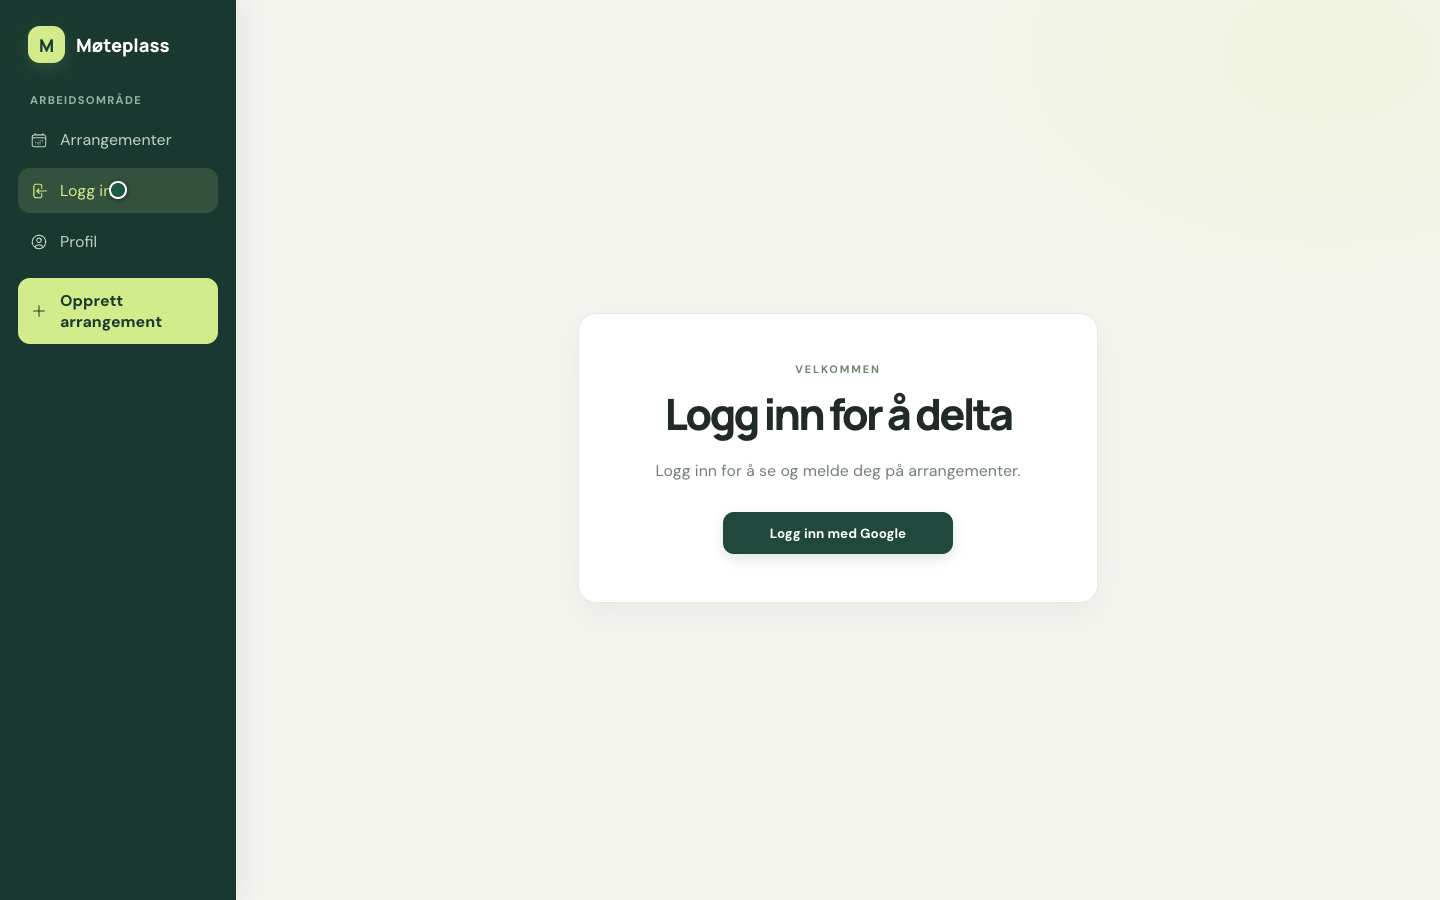 M Møteplass
ARBEIDSOMRÅDE
Arrangementer
Logg
Profil
Opprett
arrangement
VELKOMMEN
Logg inn for å delta
Logg inn for å se og melde deg på arrangementer.
Logg inn med Google